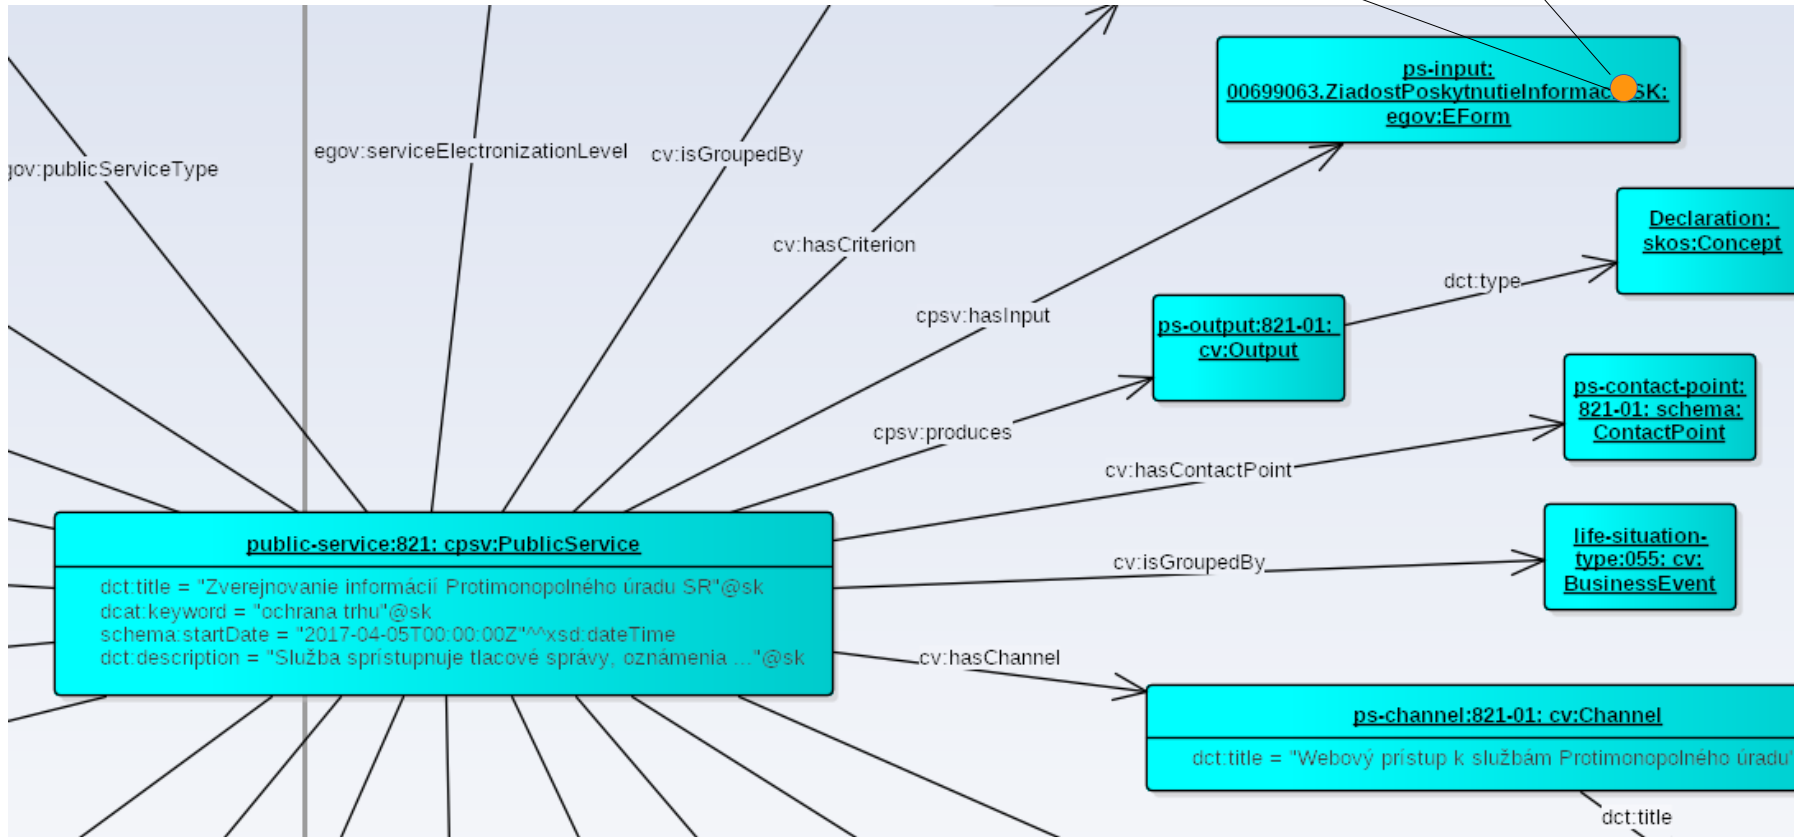 ps-input:
00699063.ZiadostPoskytnutieInformac SK:
egov:EForm
egov:serviceElectronizationLevel
cv:isGroupedBy
gov:publicServiceType
Declaration:
skos:Concept
cv:hasCriterion
dct:type
cpsv:hasInput
ps-output:821-01:
cv:Output
ps-contact-point:
821-01: schema:
ContactPoint
cpsv:produces
cv:hasContactPoint
public-service:821: cpsv:PublicService
dct:title = "Zverejnovanie informácií Protimonopolného úradu SR"@sk
dcat:keyword = "ochrana trhu"@sk
schema:startDate = "2017-04-05T00:00:00Z"^^xsd:dateTime
dct:description = "Služba sprístupnuje tlacové správy, oznámenia ..."@sk
cv:isGroupedBy
life-situation-
type:055: cv:
BusinessEvent
cv:hasChannel
ps-channel:821-01: cv:Channel
dct:title = "Webový prístup k službám Protimonopolného úradu"
dct:title